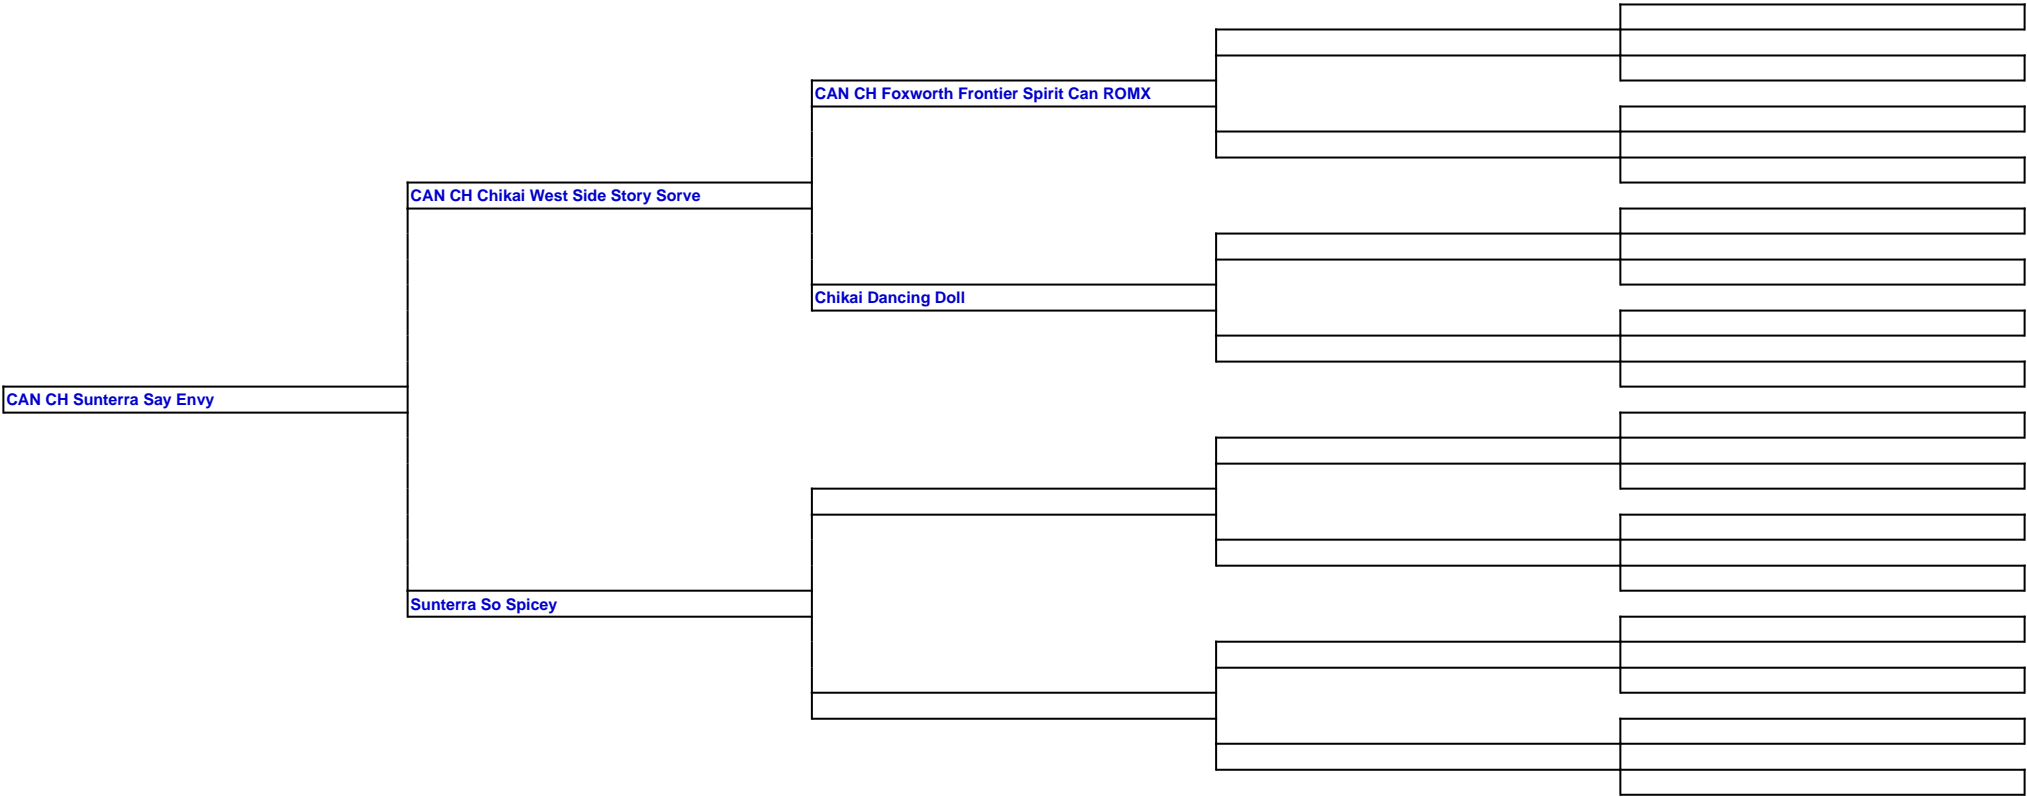 CAN CH Foxworth Frontier Spirit Can ROMX
CAN CH Chikai West Side Story Sorve
Chikai Dancing Doll
CAN CH Sunterra Say Envy
Sunterra So Spicey